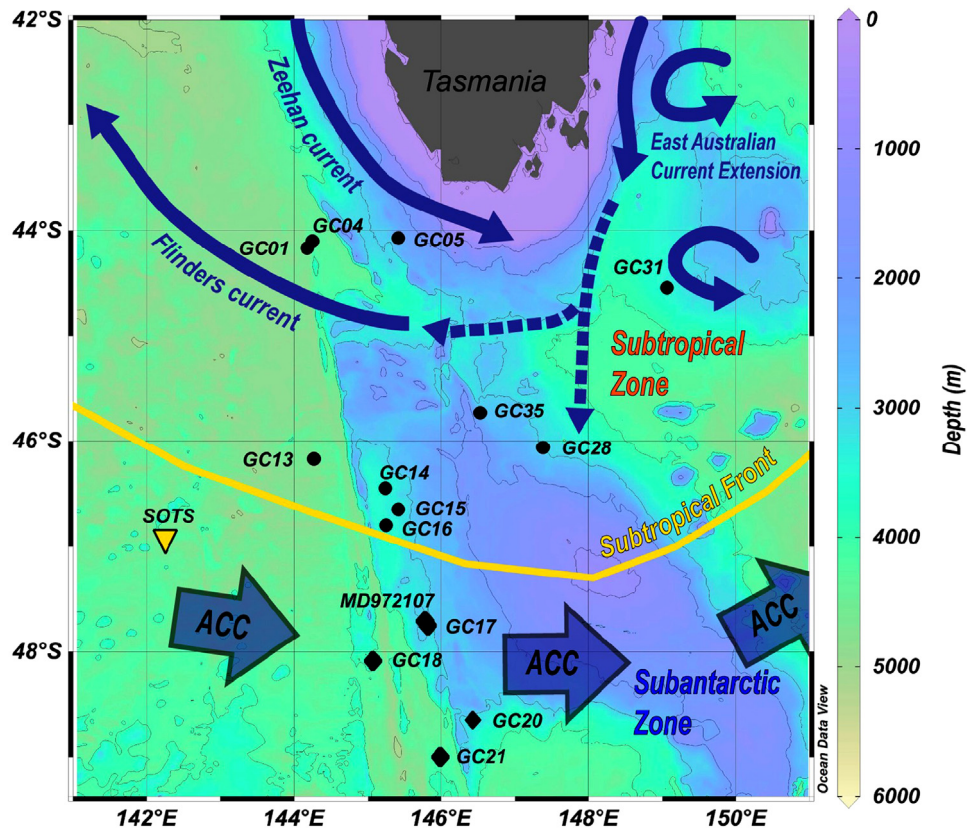 42°S
44°S
46°S
48°S
142°E
144°E
146°E
148°E
150°E
Tasmania
Zeehan current
East Australian
Current Extension
Flinders current
GC04
GC01
GC05
GC31
Subtropical
Zone
GC35
GC28
GC13
GC14
GC15
GC16
SOTS
Subtropical Front
ACC
MD972107
GC17
GC18
ACC
ACC
Subantarctic
Zone
GC20
GC21
Ocean Data View
0
1000
2000
3000
4000
5000
6000
Depth (m)